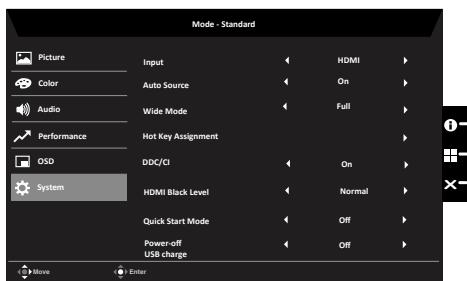 Mode - Standard
Picture
Color
Audio
Performance
OSD
System
Input HDMI
Auto Source On
Wide Mode Full
Hot Key Assignment
DDC/CI On
HDMI Black Level Normal
Quick Start Mode Off
Power-off
USB charge Off
Move Enter